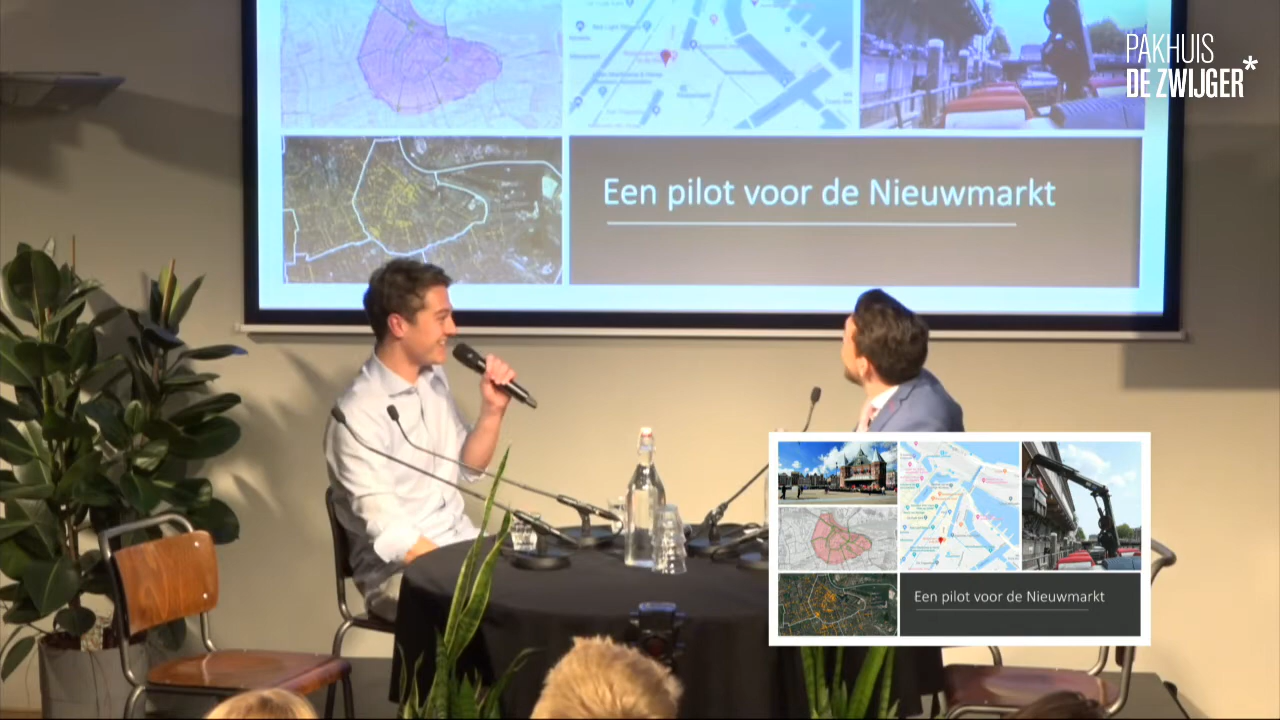 PAKHUIS
DE ZWIJGER*
Een pilot voor de Nieuwmarkt
Een pilot voor de Nieuwmarkt